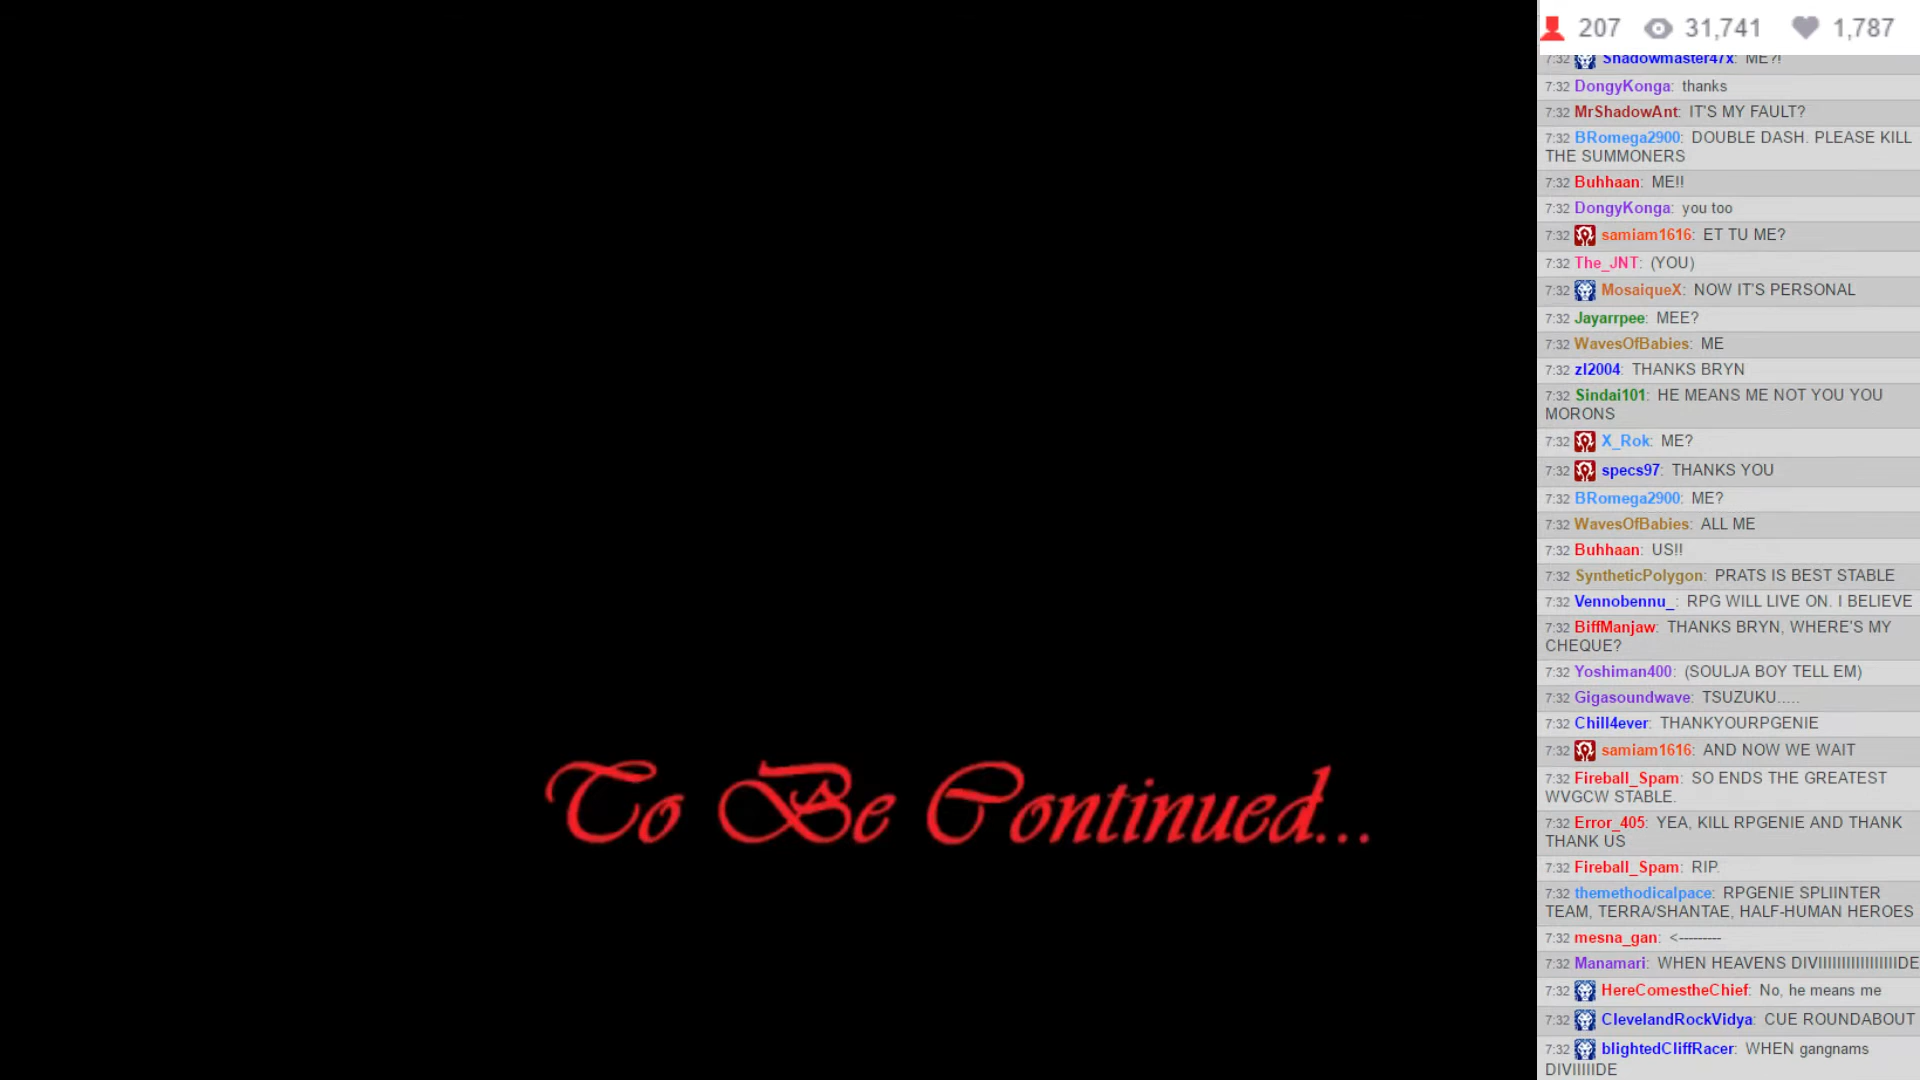 To Be Continued...
207 31,741 1,787
7:32 Shadowmaster47x: ME?!
7:32 DongyKonga: thanks
7:32 MrShadowAnt: IT'S MY FAULT?
7:32 BRomega2900: DOUBLE DASH. PLEASE KILL
THE SUMMONERS
7:32 Buhhaan: ME!!
7:32 DongyKonga: you too
7:32 samiam1616: ET TU ME?
7:32 The_JNT: (YOU)
7:32 MosaiqueX: NOW IT'S PERSONAL
7:32 Jayarrpee: MEE?
7:32 WavesOfBabies: ME
7:32 zl2004: THANKS BRYN
7:32 Sindai101: HE MEANS ME NOT YOU YOU
MORONS
7:32 X_Rok: ME?
7:32 specs97: THANKS YOU
7:32 BRomega2900: ME?
7:32 WavesOfBabies: ALL ME
7:32 Buhhaan: US!!
7:32 SyntheticPolygon: PRATS IS BEST STABLE
7:32 Vennobennu_: RPG WILL LIVE ON. I BELIEVE
7:32 BiffManjaw: THANKS BRYN, WHERE'S MY
CHEQUE?
7:32 Yoshiman400: (SOULJA BOY TELL EM)
7:32 Gigasoundwave: TSUZUKU.....
7:32 Chill4ever: THANKYOURPGENIE
7:32 samiam1616: AND NOW WE WAIT
7:32 Fireball_Spam: SO ENDS THE GREATEST
WVGCW STABLE.
7:32 Error_405: YEA, KILL RPGENIE AND THANK
THANK US
7:32 Fireball_Spam: RIP.
7:32 themethodicalpace: RPGENIE SPLIINTER
TEAM, TERRA/SHANTAE, HALF-HUMAN HEROES
7:32 mesna_gan: <---------
7:32 Manamari: WHEN HEAVENS DIVIIIIIIIIIIIIIIIIIDE
7:32 HereComestheChief: No, he means me
7:32 ClevelandRockVidya: CUE ROUNDABOUT
7:32 blightedCliffRacer: WHEN gangnams
DIVIIIIIDE